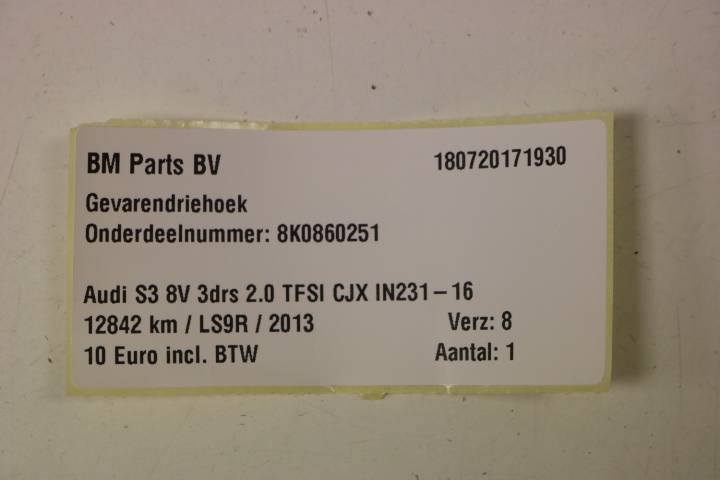 BM Parts BV 180720171930
Gevarendriehoek
Onderdeelnummer: 8K0860251
Audi S3 8V 3drs 2.0 TFSI CJX IN231-16
12842 km / LS9R / 2013 Verz: 8
10 Euro incl. BTW Aantal: 1